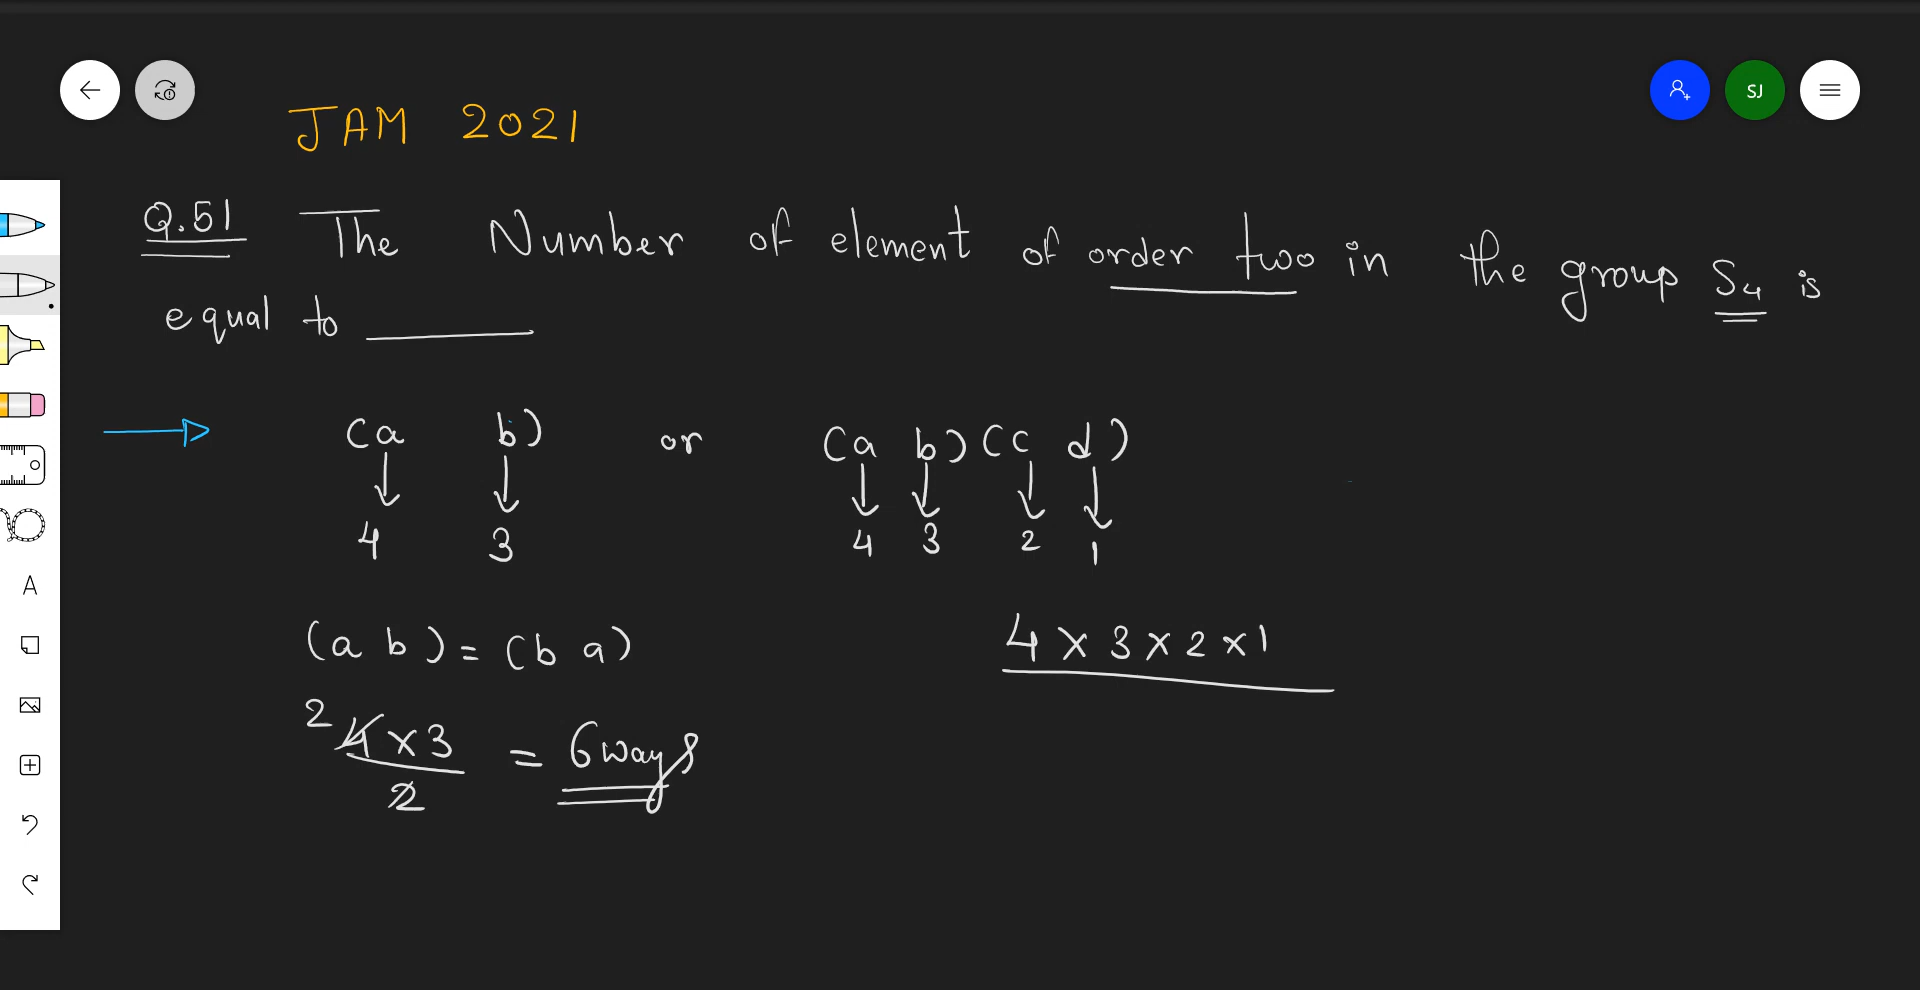 SJ
JAM 2021
Q.51 The Number of element of order two in the group S₄ is
equal to ______
(a b) or (a b) (c d)
↓ ↓ ↓ ↓ ↓ ↓
4 3 4 3 2 1
(a b) = (b a)
4 × 3 × 2 × 1
2
4 × 3 = 6 ways
2
A